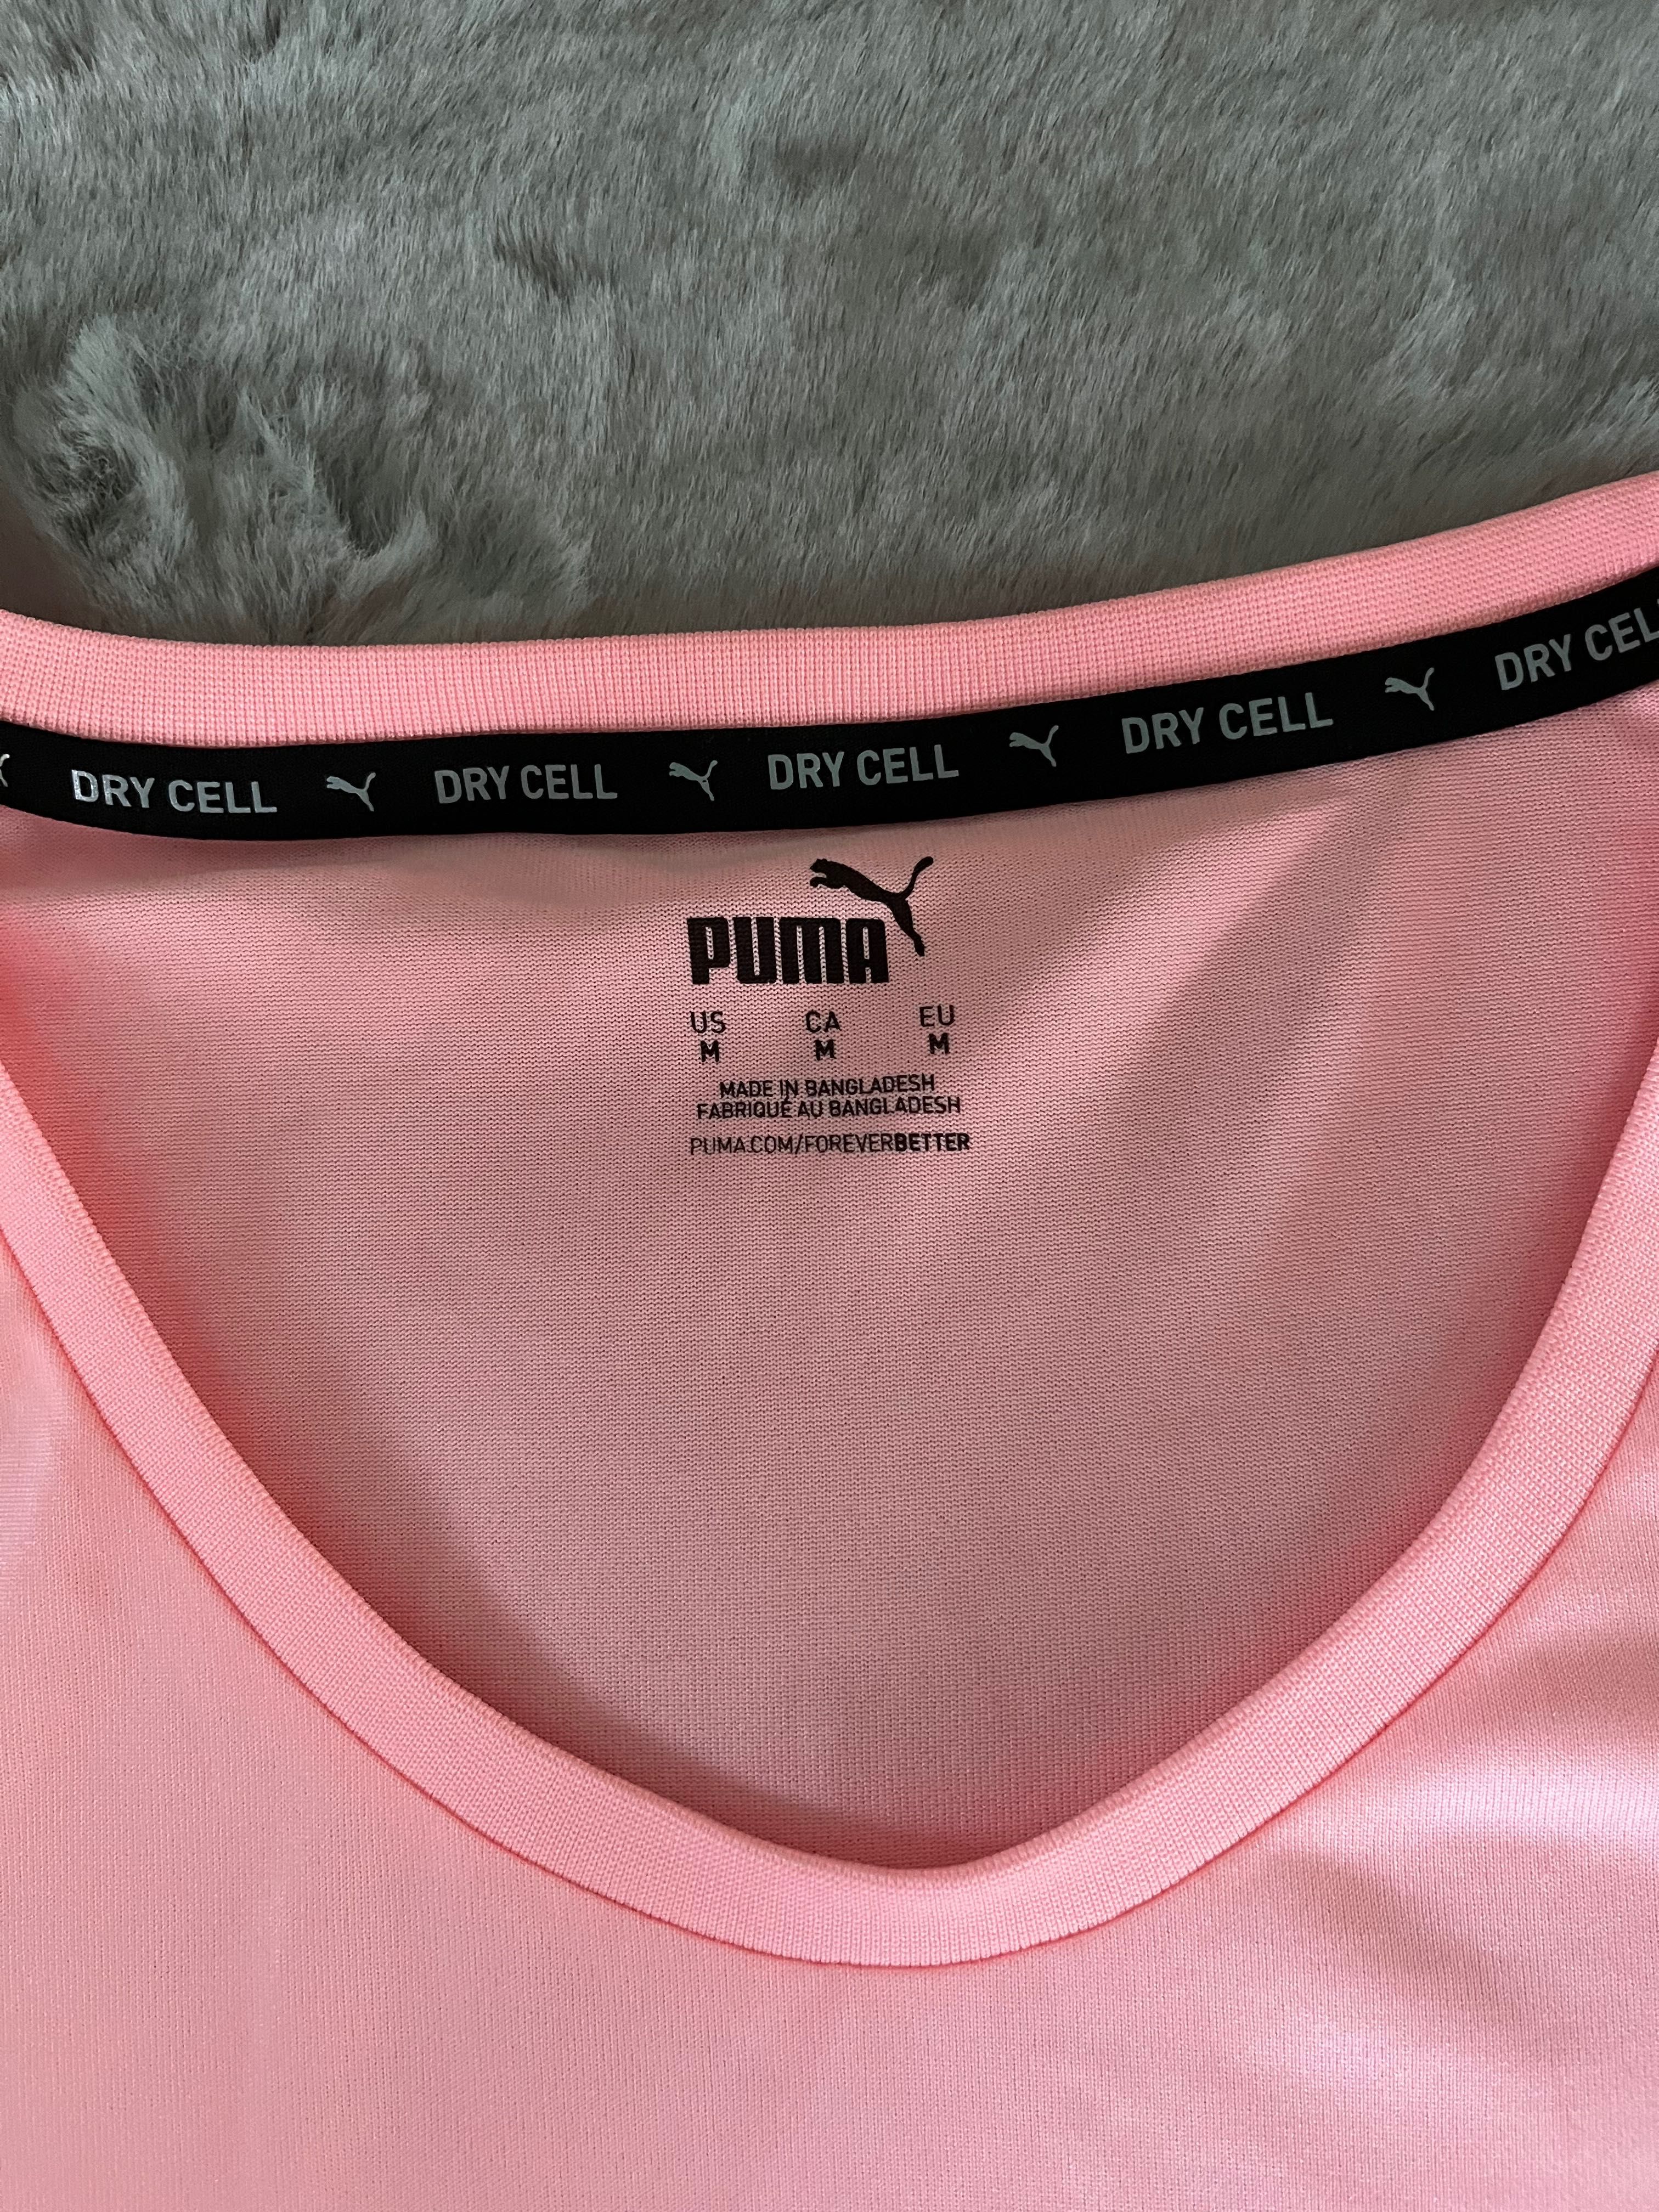 DRY CELL DRY CELL DRY CELL DRY CELL DRY CEL
PUMA
US CA EU
M M M
MADE IN BANGLADESH
FABRIQUÉ AU BANGLADESH
PUMA.COM/FOREVERBETTER